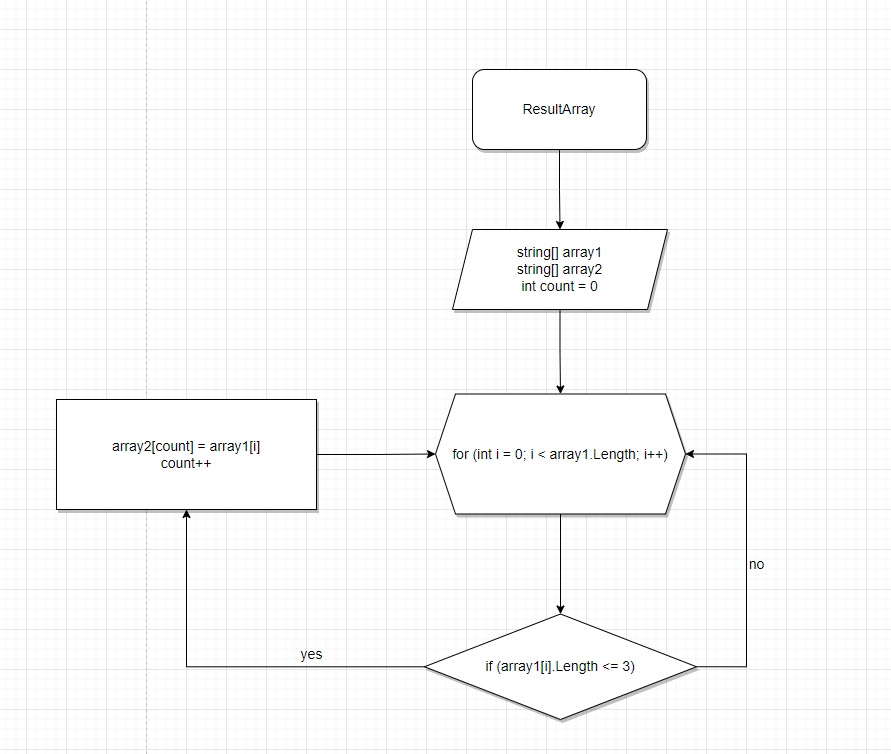 ResultArray
string[] array1
string[] array2
int count = 0
array2[count] = array1[i]
count++
for (int i = 0; i < array1.Length; i++)
no
yes
if (array1[i].Length <= 3)